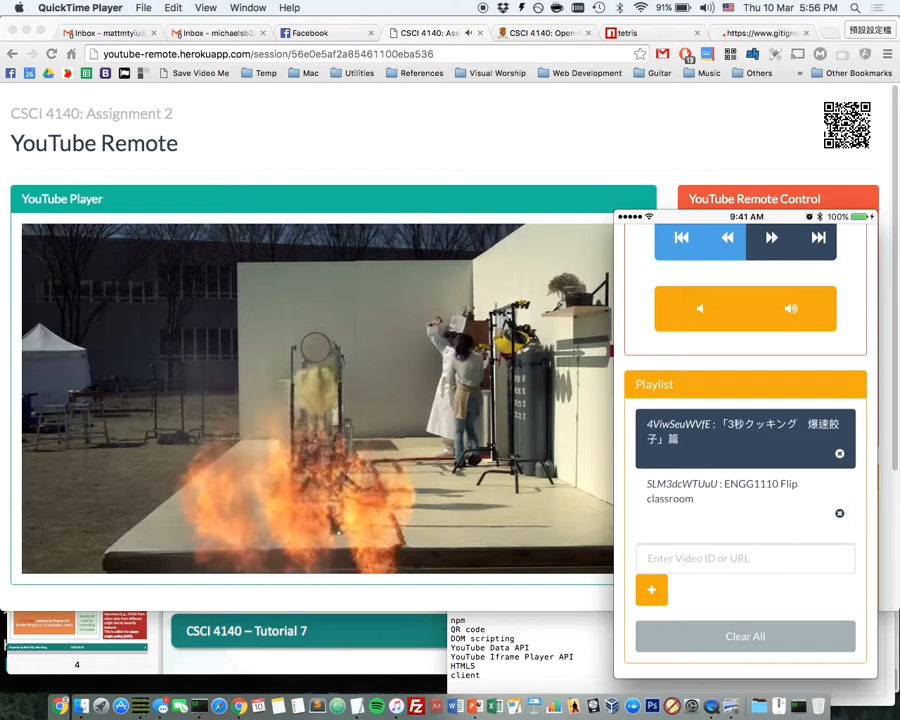 QuickTime Player File Edit View Window Help 91% Thu 10 Mar 5:56 PM
Inbox - mattmtyiu@ Inbox - michaelsb2 Facebook CSCI 4140: Ass CSCI 4140: Open- tetris https://www.gitigno 預設設定檔
youtube-remote.herokuapp.com/session/56e0e5af2a85461100eba536
Save Video Me Temp Mac Utilities References Visual Worship Web Development Guitar Music Others » Other Bookmarks
CSCI 4140: Assignment 2
YouTube Remote
YouTube Player
YouTube Remote Control
9:41 AM 100%
Playlist
4ViwSeuWVfE : 「3秒クッキング 爆速餃
子」篇
SLM3dcWTUuU : ENGG1110 Flip
classroom
Enter Video ID or URL
Clear All
CSCI 4140 – Tutorial 7
4
npm
QR code
DOM scripting
YouTube Data API
YouTube Iframe Player API
HTML5
client